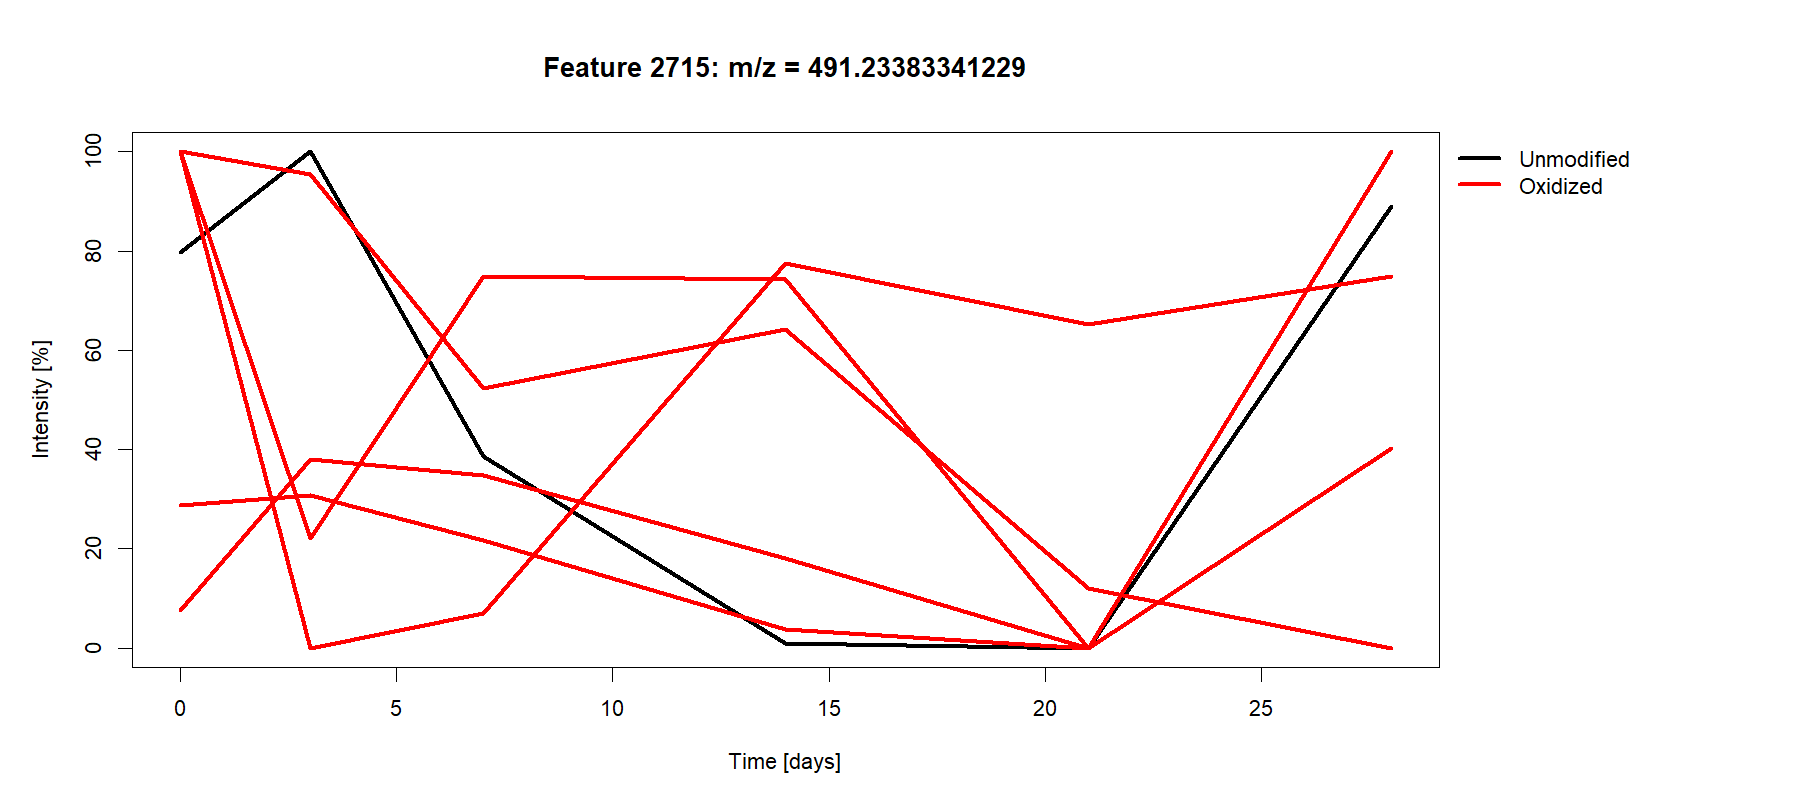 Feature 2715: m/z = 491.23383341229
Unmodified
Oxidized
Intensity [%]
100
80
60
40
20
0
0 5 10 15 20 25
Time [days]